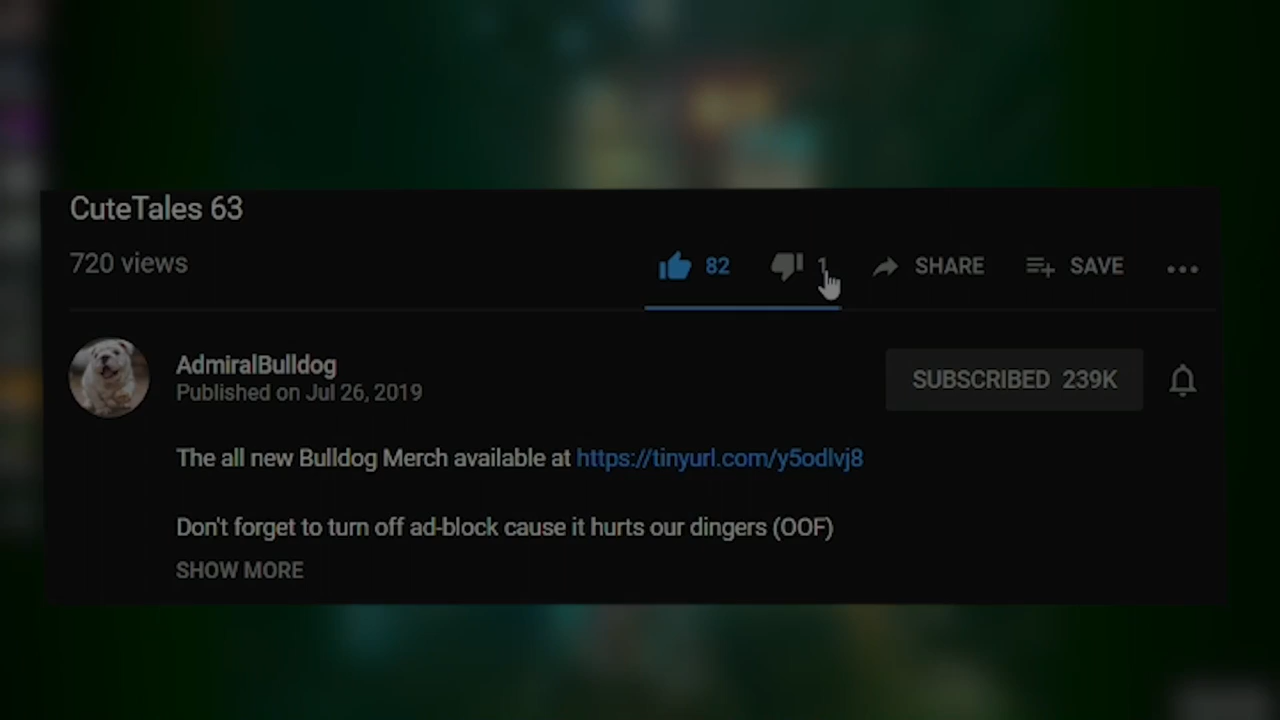 CuteTales 63
720 views
82 1 SHARE SAVE
AdmiralBulldog
Published on Jul 26, 2019
SUBSCRIBED 239K
The all new Bulldog Merch available at https://tinyurl.com/y5odlvj8
Don't forget to turn off ad-block cause it hurts our dingers (OOF)
SHOW MORE